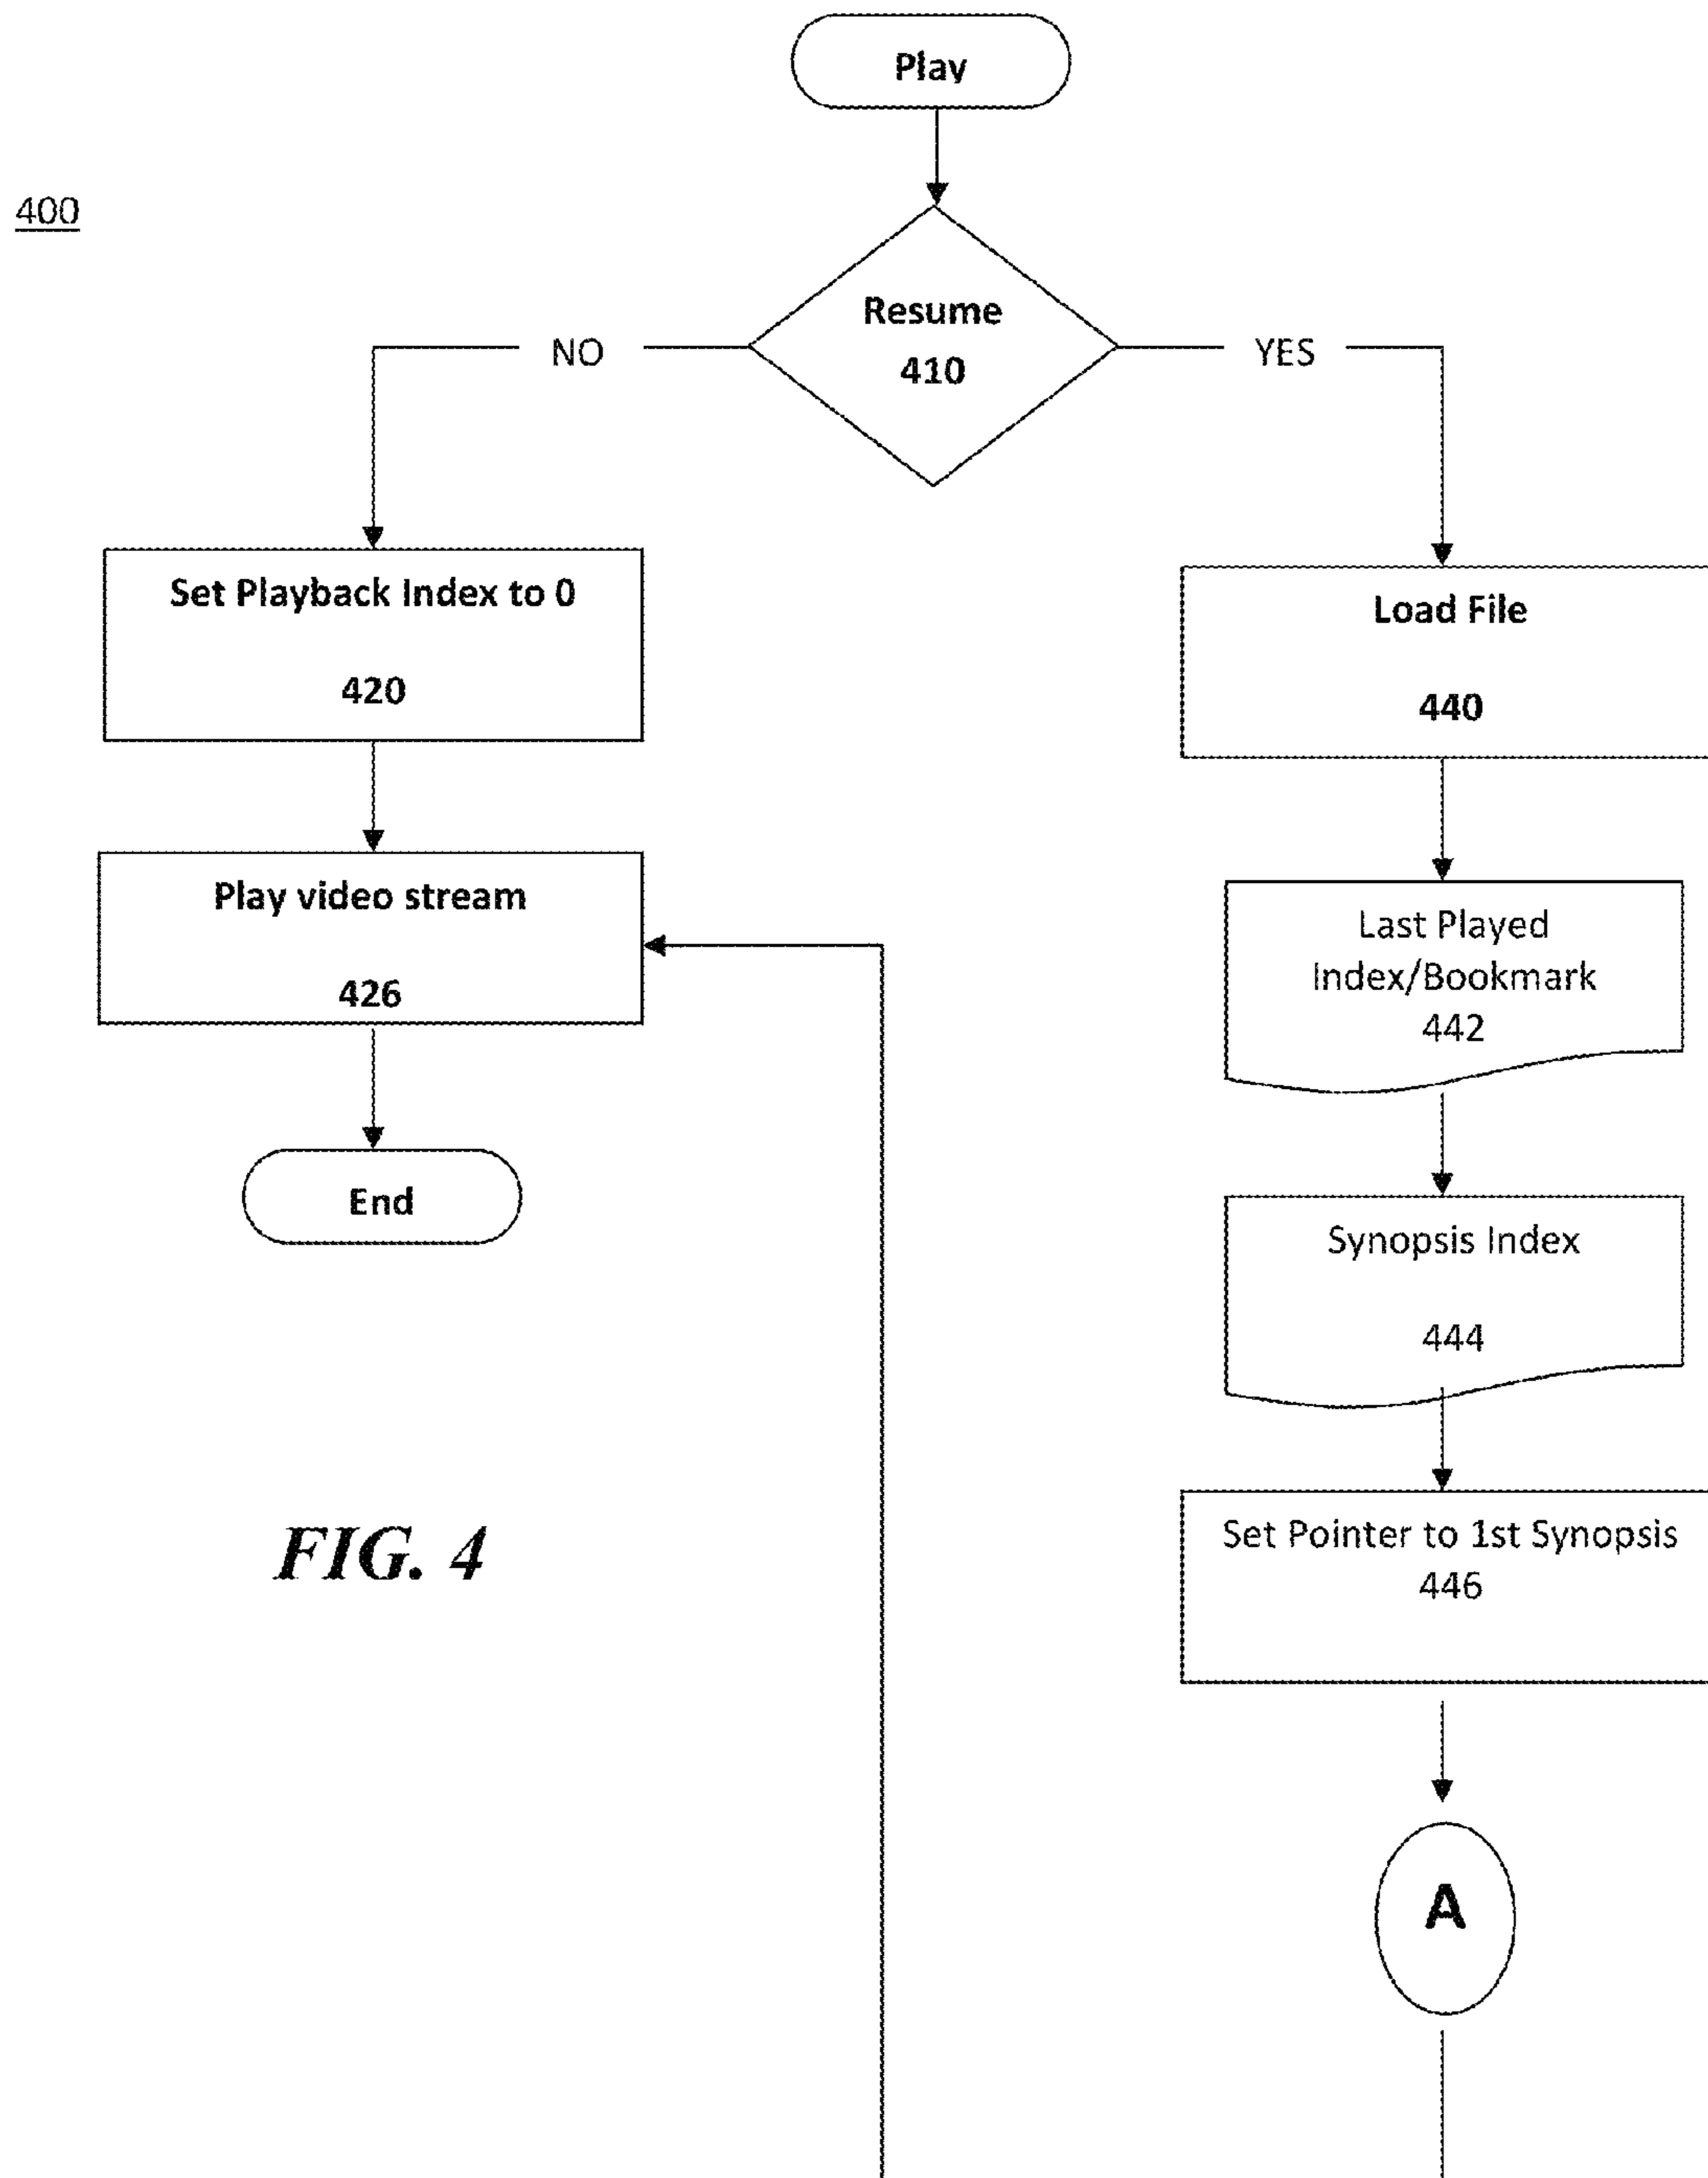 Play
400
Resume
410
NO
YES
Set Playback Index to 0
420
Load File
440
Play video stream
426
Last Played
Index/Bookmark
442
End
Synopsis Index
444
FIG. 4
Set Pointer to 1st Synopsis
446
A